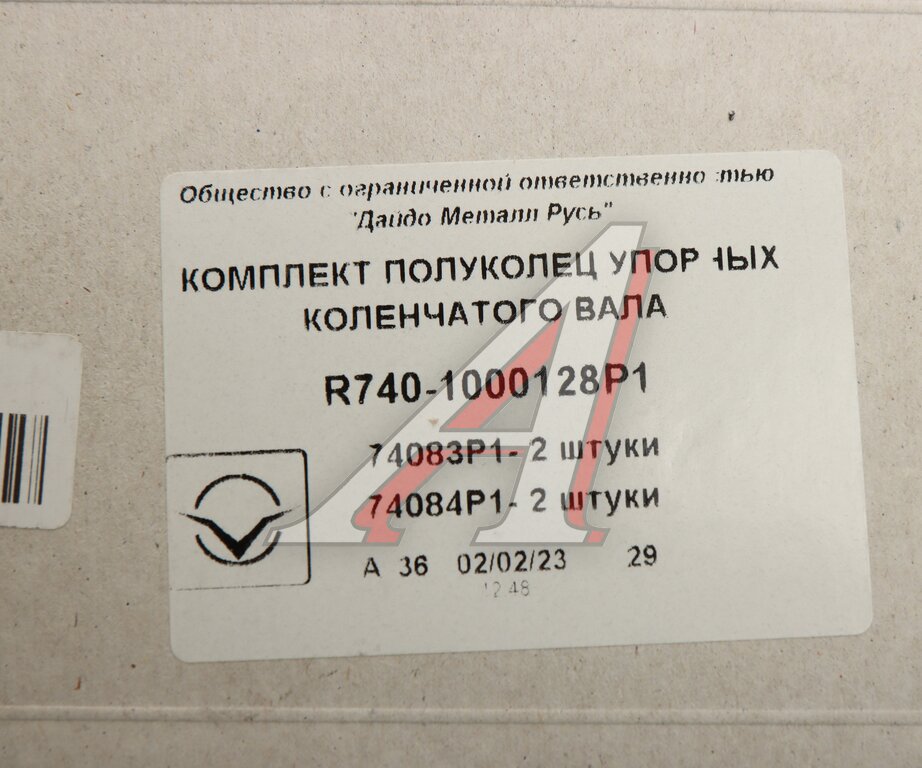 Общество с ограниченной ответственностью
"Дайдо Металл Русь"
КОМПЛЕКТ ПОЛУКОЛЕЦ УПОРНЫХ
КОЛЕНЧАТОГО ВАЛА
R740-1000128P1
74083P1- 2 штуки
74084P1- 2 штуки
А 36 02/02/23 29
12 48